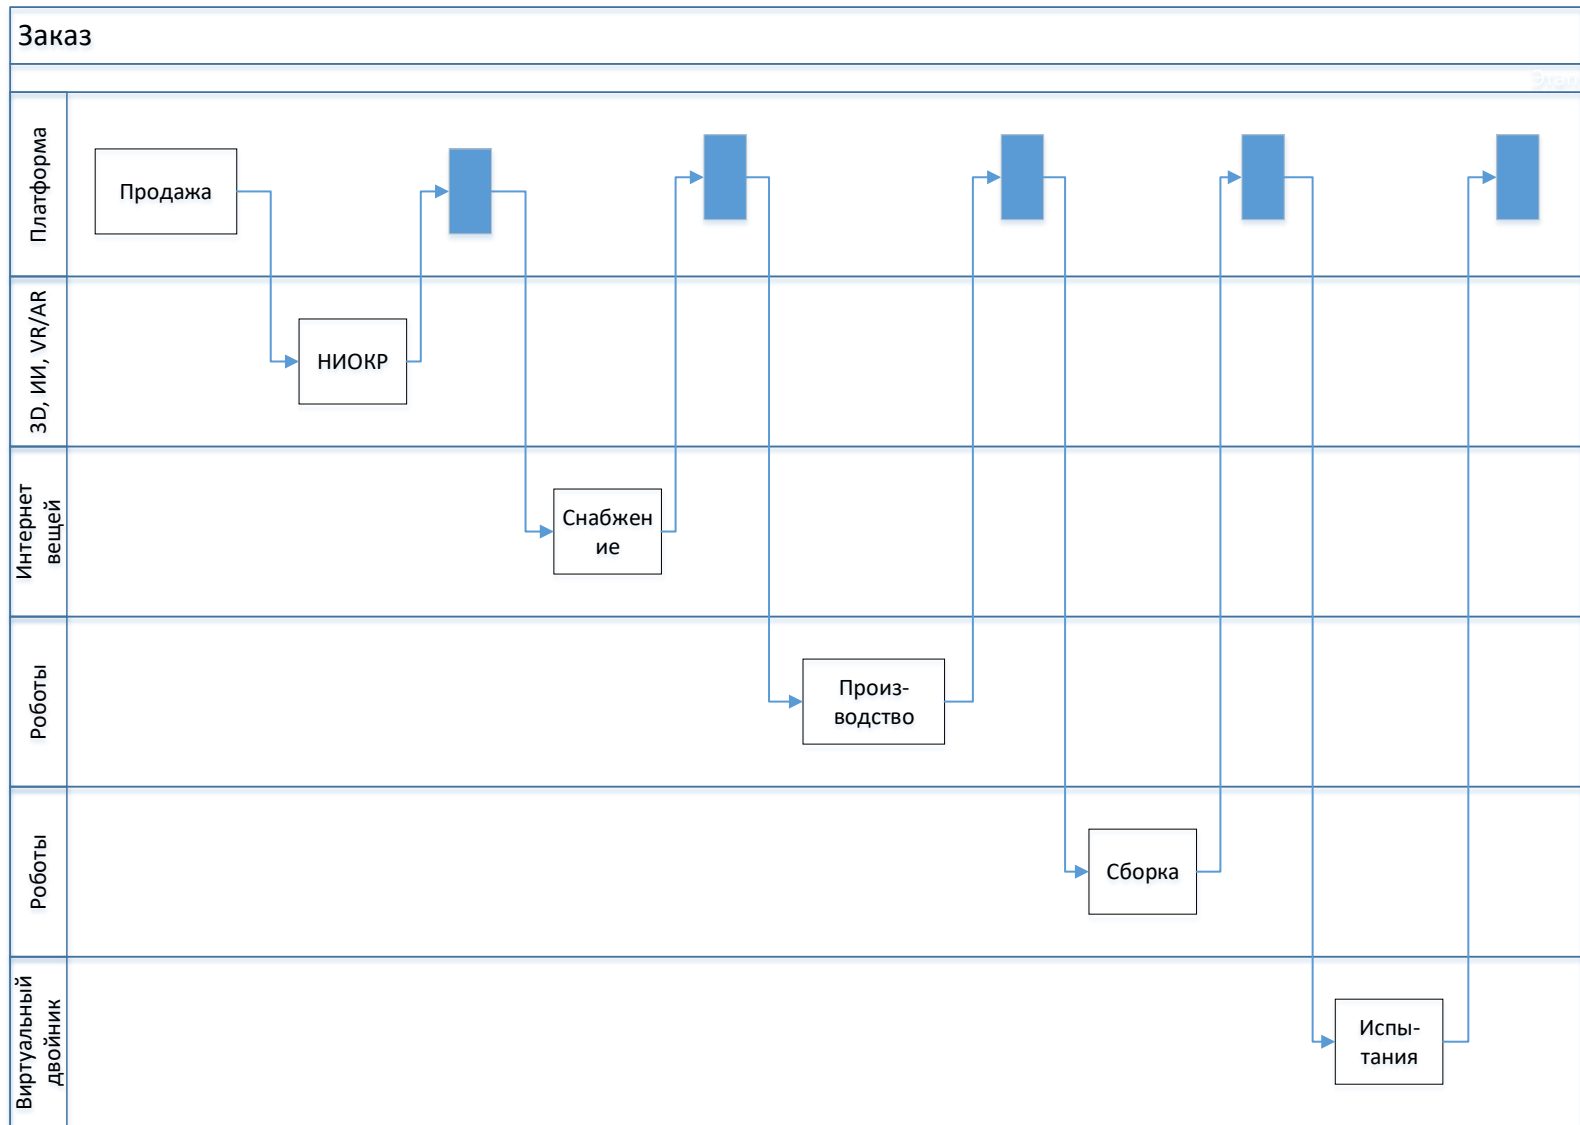 Заказ
Этап
Платформа
Продажа
3D, ИИ, VR/AR
НИОКР
Интернет
вещей
Снабжен
ие
Роботы
Произ-
водство
Роботы
Сборка
Виртуальный
двойник
Испы-
тания